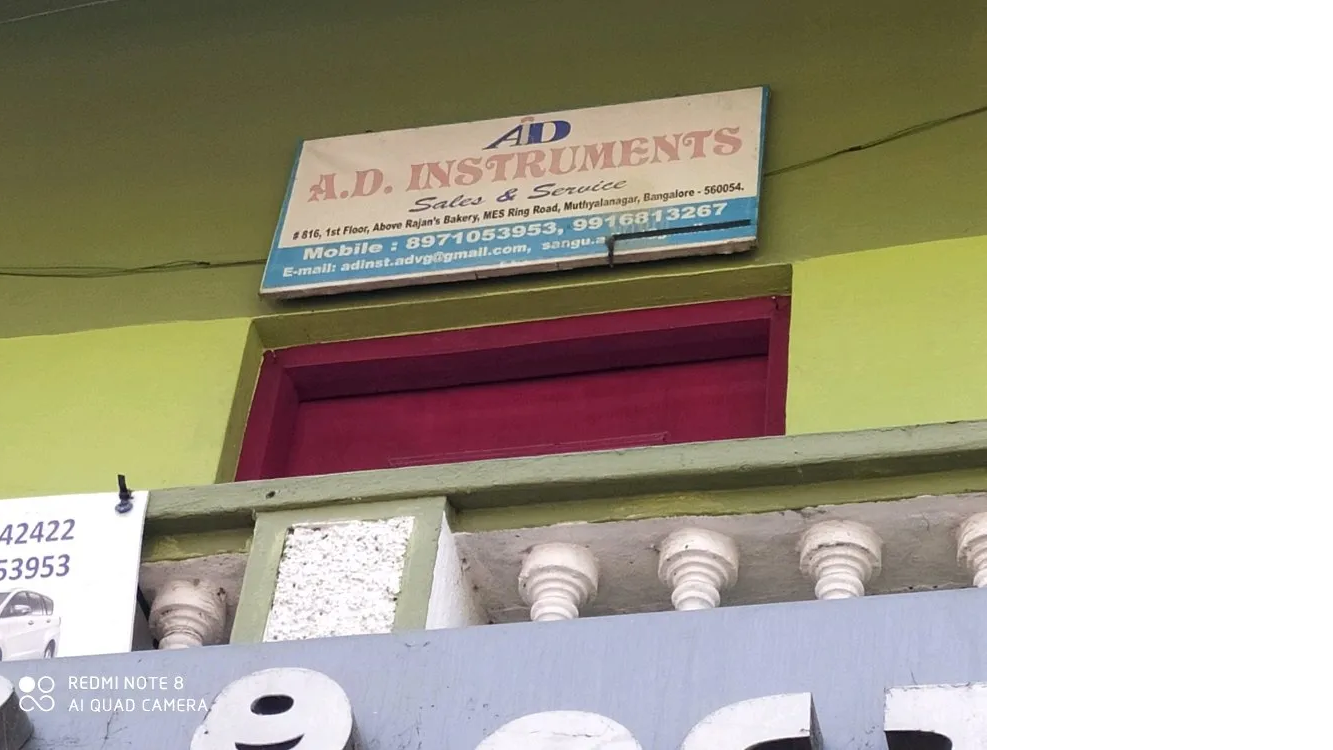 AD
A.D. INSTRUMENTS
Sales & Service
# 816, 1st Floor, Above Rajan's Bakery, MES Ring Road, Muthyalanagar, Bangalore - 560054.
Mobile : 8971053953, 9916813267
E-mail: adinst.advg@gmail.com, sangu.a
42422
53953
REDMI NOTE 8
AI QUAD CAMERA